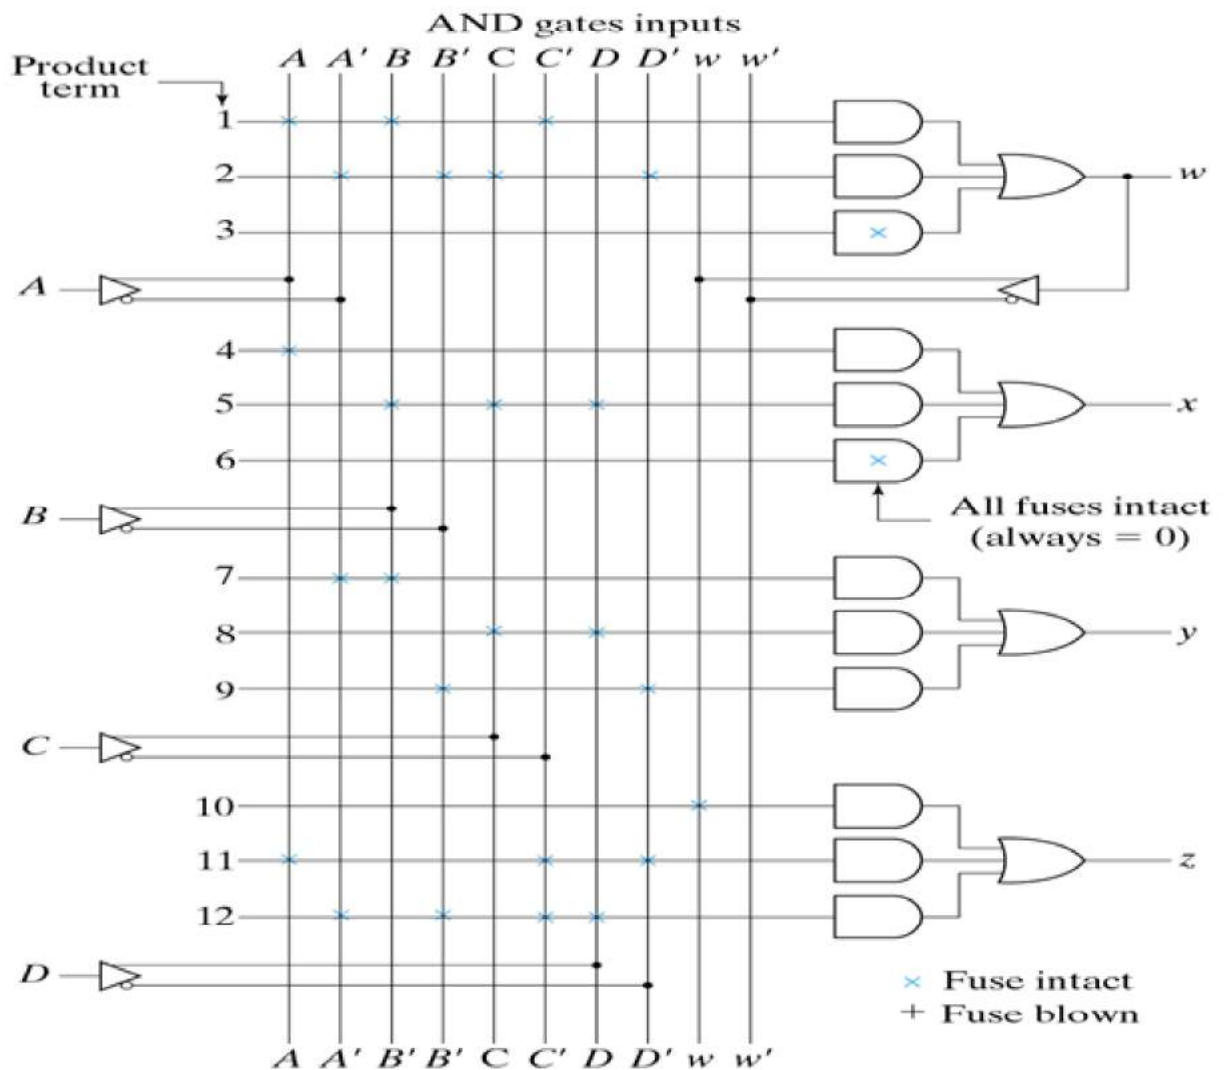 AND gates inputs
A A' B B' C C' D D' w w'
Product
term
1
2
w
3
A
4
5
x
6
B
All fuses intact
(always = 0)
7
8
y
9
C
10
11
z
12
D
× Fuse intact
+ Fuse blown
A A' B' B' C C' D D' w w'